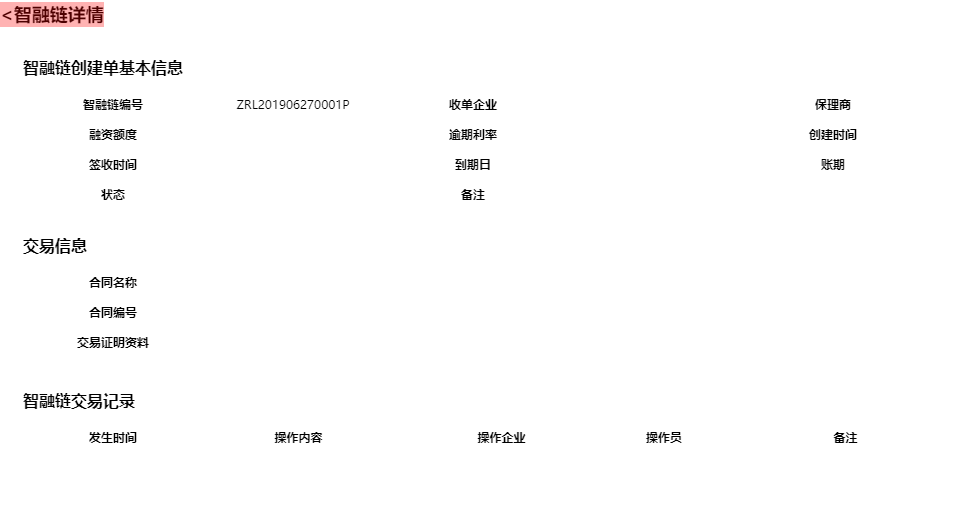 <智融链详情
智融链创建单基本信息
智融链编号 ZRL201906270001P 收单企业 保理商
融资额度 逾期利率 创建时间
签收时间 到期日 账期
状态 备注
交易信息
合同名称
合同编号
交易证明资料
智融链交易记录
发生时间 操作内容 操作企业 操作员 备注